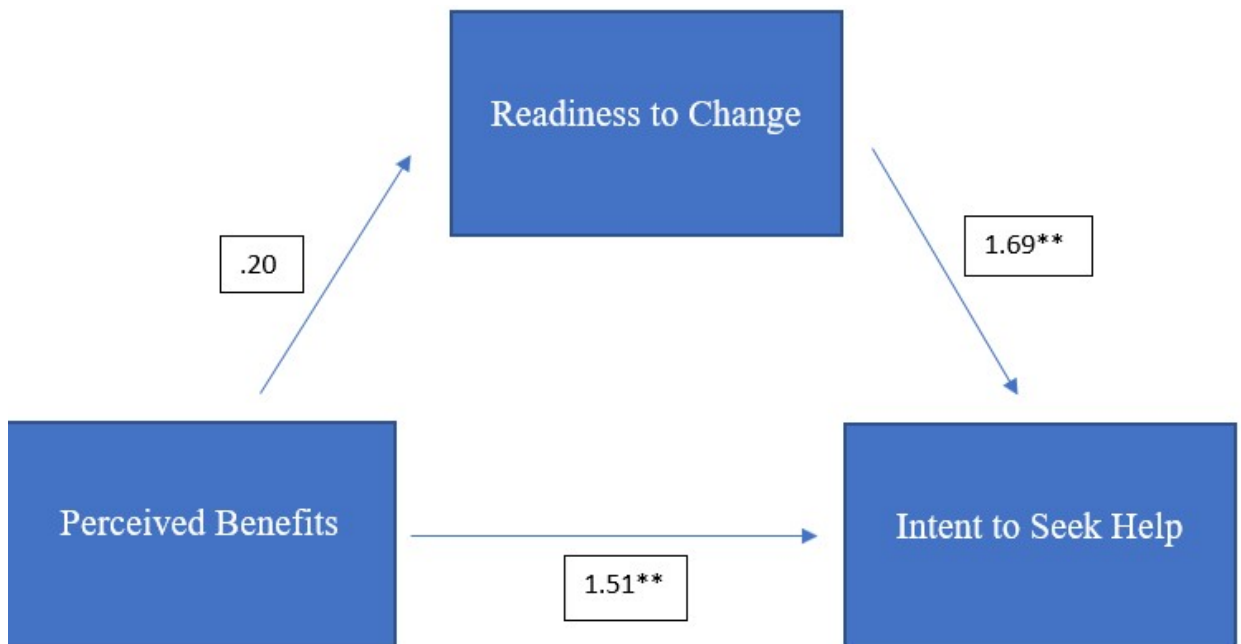 Readiness to Change
.20
1.69**
Perceived Benefits
Intent to Seek Help
1.51**